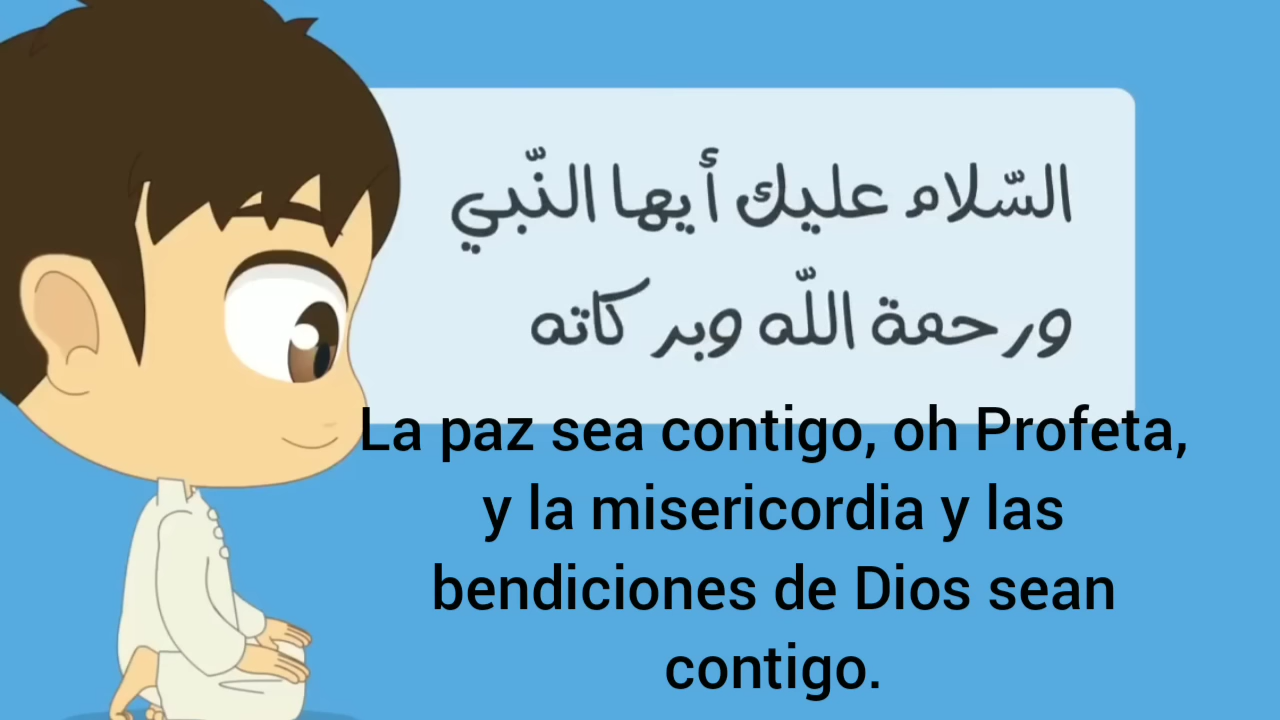 السّلام عليك أيها النّبي
ورحمة اللّه وبركاته
La paz sea contigo, oh Profeta,
y la misericordia y las
bendiciones de Dios sean
contigo.